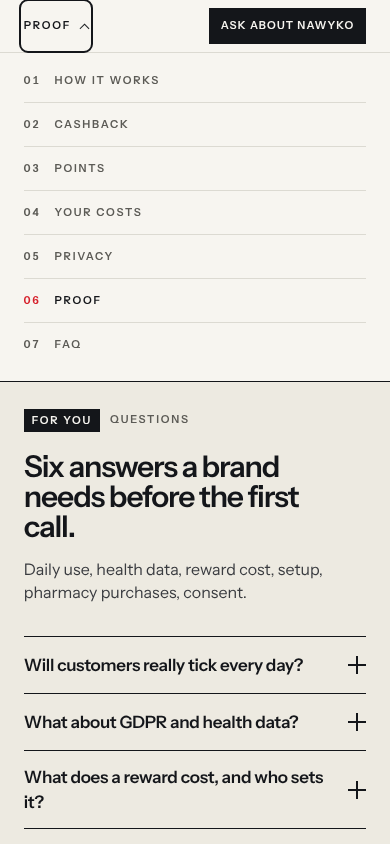 PROOF
ASK ABOUT NAWYKO
01 HOW IT WORKS
02 CASHBACK
03 POINTS
04 YOUR COSTS
05 PRIVACY
06 PROOF
07 FAQ
FOR YOU QUESTIONS
Six answers a brand
needs before the first
call.
Daily use, health data, reward cost, setup,
pharmacy purchases, consent.
Will customers really tick every day?
What about GDPR and health data?
What does a reward cost, and who sets
it?